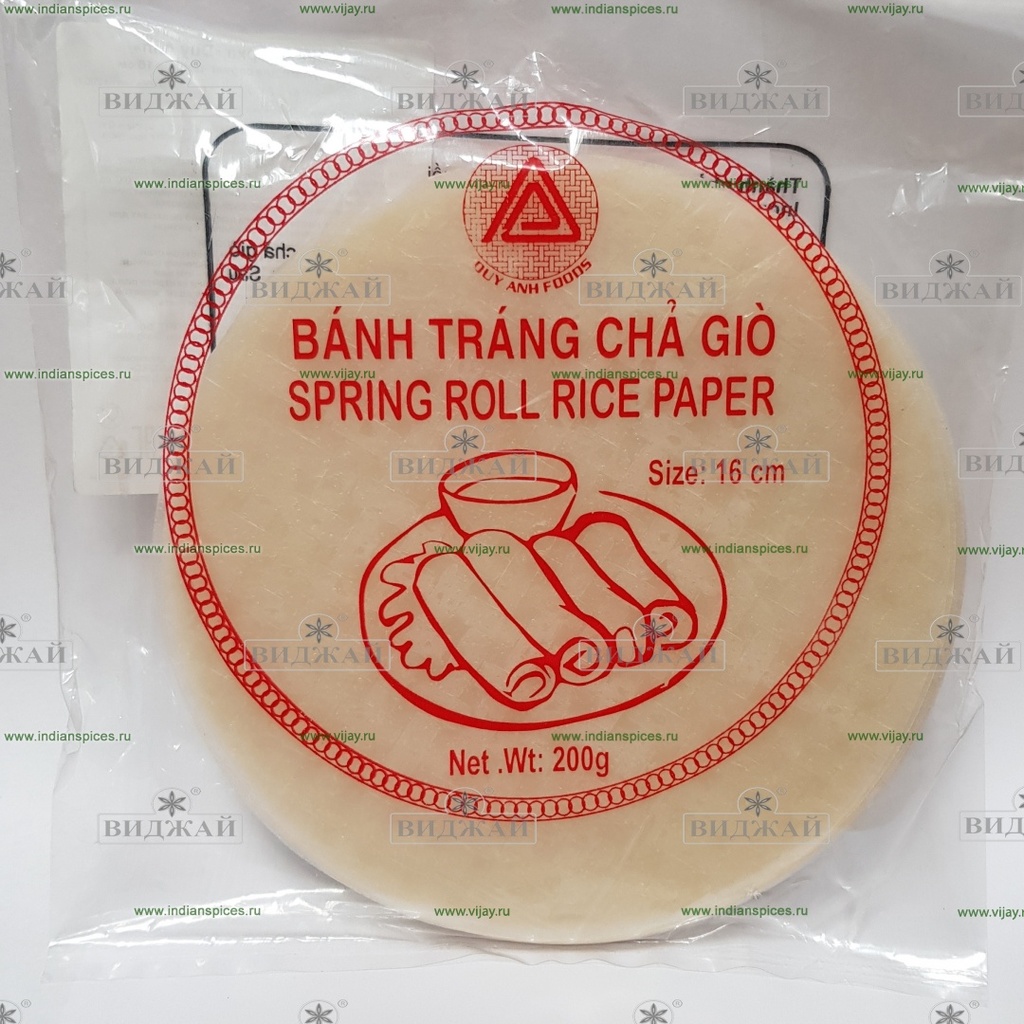 QUY ANH FOODS
BÁNH TRÁNG CHẢ GIÒ
SPRING ROLL RICE PAPER
Size: 16 cm
Net .Wt: 200g
www.indianspices.ru
www.vijay.ru
ВИДЖАЙ